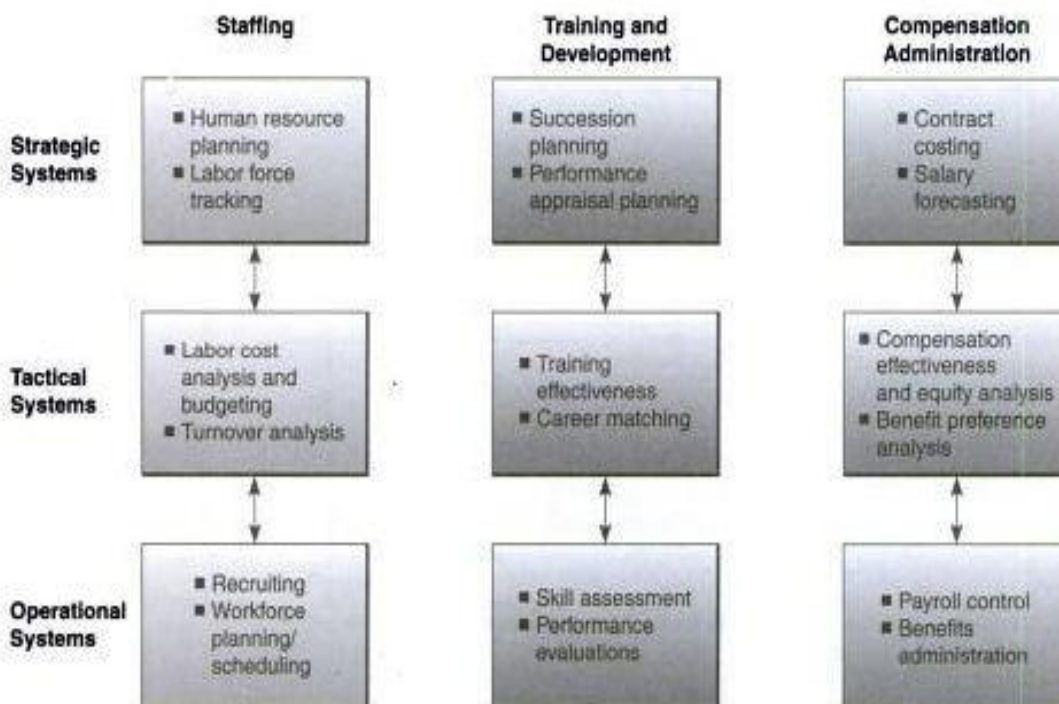 Staffing
Training and
Development
Compensation
Administration
Strategic
Systems
■ Human resource
planning
■ Labor force
tracking
■ Succession
planning
■ Performance
appraisal planning
■ Contract
costing
■ Salary
forecasting
Tactical
Systems
■ Labor cost
analysis and
budgeting
■ Turnover analysis
■ Training
effectiveness
■ Career matching
■ Compensation
effectiveness
and equity analysis
■ Benefit preference
analysis
Operational
Systems
■ Recruiting
■ Workforce
planning/
scheduling
■ Skill assessment
■ Performance
evaluations
■ Payroll control
■ Benefits
administration